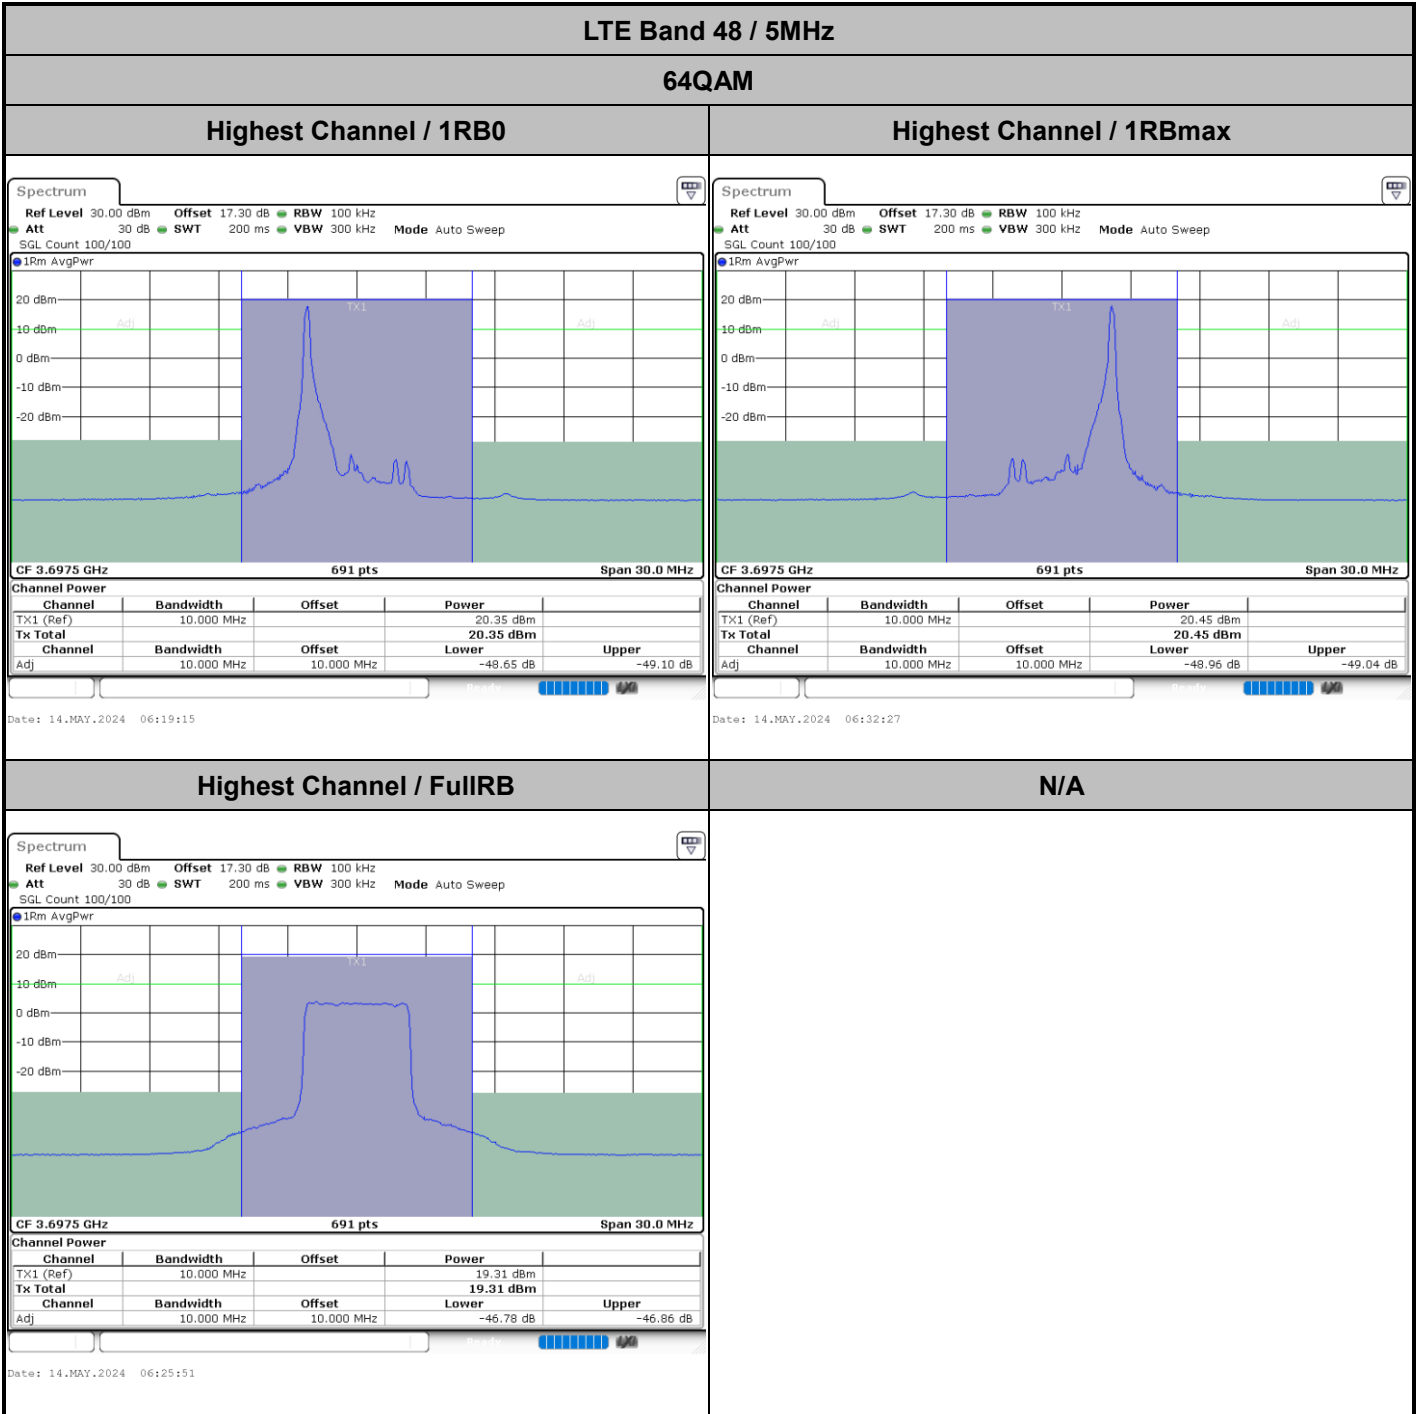 LTE Band 48 / 5MHz
64QAM
Highest Channel / 1RB0
Highest Channel / 1RBmax
Spectrum
Ref Level 30.00 dBm Offset 17.30 dB RBW 100 kHz
Att 30 dB SWT 200 ms VBW 300 kHz Mode Auto Sweep
SGL Count 100/100
1Rm AvgPwr
TX1
20 dBm
Adj
Adj
10 dBm
0 dBm
-10 dBm
-20 dBm
CF 3.6975 GHz 691 pts Span 30.0 MHz
Channel Power
Channel Bandwidth Offset Power
TX1 (Ref) 10.000 MHz 20.35 dBm
Tx Total 20.35 dBm
Channel Bandwidth Offset Lower Upper
Adj 10.000 MHz 10.000 MHz -48.65 dB -49.10 dB
Ready
Date: 14.MAY.2024 06:19:15
Spectrum
Ref Level 30.00 dBm Offset 17.30 dB RBW 100 kHz
Att 30 dB SWT 200 ms VBW 300 kHz Mode Auto Sweep
SGL Count 100/100
1Rm AvgPwr
TX1
20 dBm
Adj
Adj
10 dBm
0 dBm
-10 dBm
-20 dBm
CF 3.6975 GHz 691 pts Span 30.0 MHz
Channel Power
Channel Bandwidth Offset Power
TX1 (Ref) 10.000 MHz 20.45 dBm
Tx Total 20.45 dBm
Channel Bandwidth Offset Lower Upper
Adj 10.000 MHz 10.000 MHz -48.96 dB -49.04 dB
Ready
Date: 14.MAY.2024 06:32:27
Highest Channel / FullRB
N/A
Spectrum
Ref Level 30.00 dBm Offset 17.30 dB RBW 100 kHz
Att 30 dB SWT 200 ms VBW 300 kHz Mode Auto Sweep
SGL Count 100/100
1Rm AvgPwr
20 dBm
TX1
Adj
Adj
10 dBm
0 dBm
-10 dBm
-20 dBm
CF 3.6975 GHz 691 pts Span 30.0 MHz
Channel Power
Channel Bandwidth Offset Power
TX1 (Ref) 10.000 MHz 19.31 dBm
Tx Total 19.31 dBm
Channel Bandwidth Offset Lower Upper
Adj 10.000 MHz 10.000 MHz -46.78 dB -46.86 dB
Ready
Date: 14.MAY.2024 06:25:51